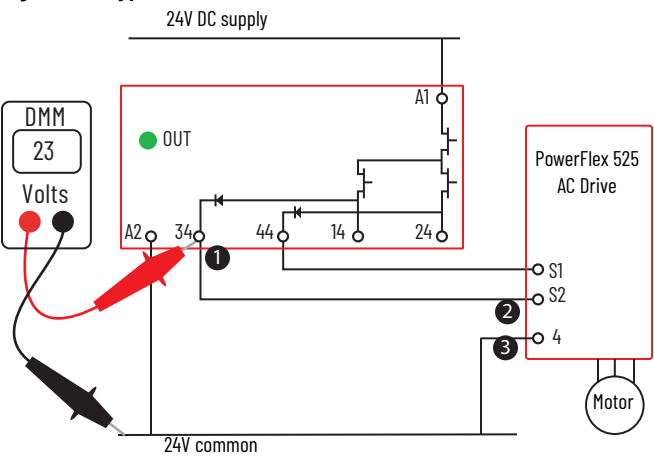 24V DC supply
DMM
23
Volts
OUT
A1
A2
34
44
14
24
1
PowerFlex 525
AC Drive
S1
S2
2
4
3
Motor
24V common